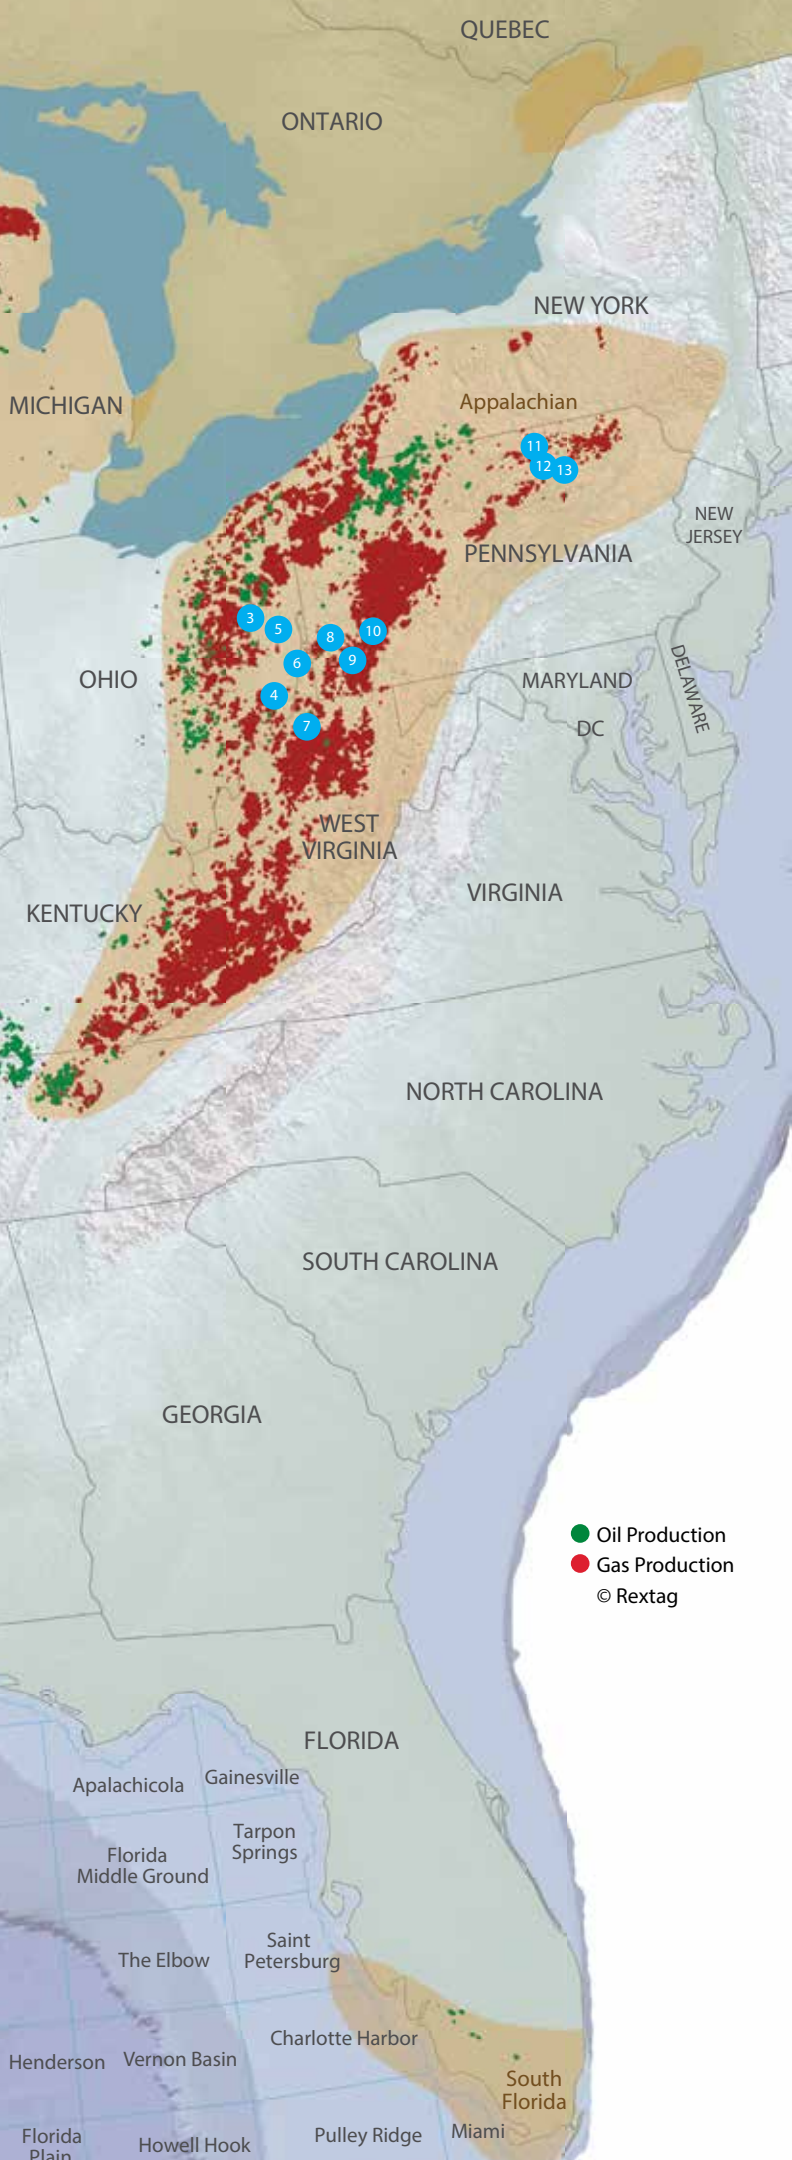 QUEBEC
ONTARIO
NEW YORK
MICHIGAN
Appalachian
11
12
13
NEW
JERSEY
PENNSYLVANIA
3
5
8
10
6
9
4
7
OHIO
MARYLAND
DELAWARE
DC
WEST
VIRGINIA
VIRGINIA
KENTUCKY
NORTH CAROLINA
SOUTH CAROLINA
GEORGIA
Oil Production
Gas Production
© Rextag
FLORIDA
Apalachicola
Gainesville
Tarpon
Springs
Florida
Middle Ground
Saint
Petersburg
The Elbow
Charlotte Harbor
Henderson
Vernon Basin
South
Florida
Miami
Pulley Ridge
Florida
Plain
Howell Hook